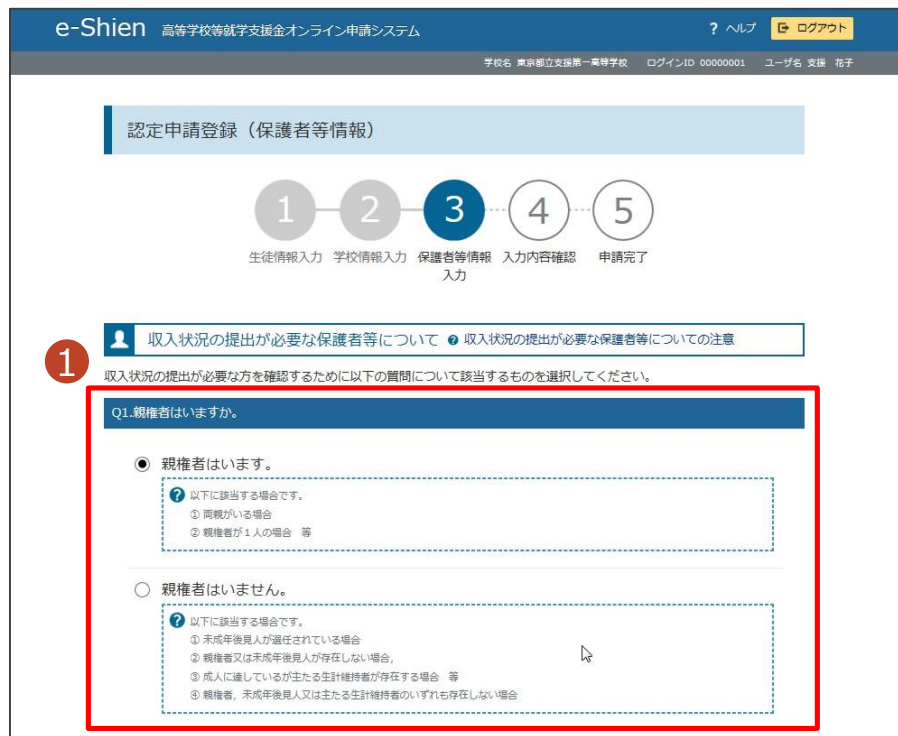 e-Shien 高等学校等就学支援金オンライン申請システム ? ヘルプ ログアウト
学校名 東京都立支援第一高等学校 ログインID 00000001 ユーザ名 支援 花子
認定申請登録（保護者等情報）
1 2 3 4 5
生徒情報入力 学校情報入力 保護者等情報入力 入力内容確認 申請完了
収入状況の提出が必要な保護者等について ? 収入状況の提出が必要な保護者等についての注意
1
収入状況の提出が必要な方を確認するために以下の質問について該当するものを選択してください。
Q1.親権者はいますか。
親権者はいます。
? 以下に該当する場合です。
① 両親がいる場合
② 親権者が１人の場合 等
親権者はいません。
? 以下に該当する場合です。
① 未成年後見人が選任されている場合
② 親権者又は未成年後見人が存在しない場合,
③ 成人に達しているが主たる生計維持者が存在する場合 等
④ 親権者，未成年後見人又は主たる生計維持者のいずれも存在しない場合